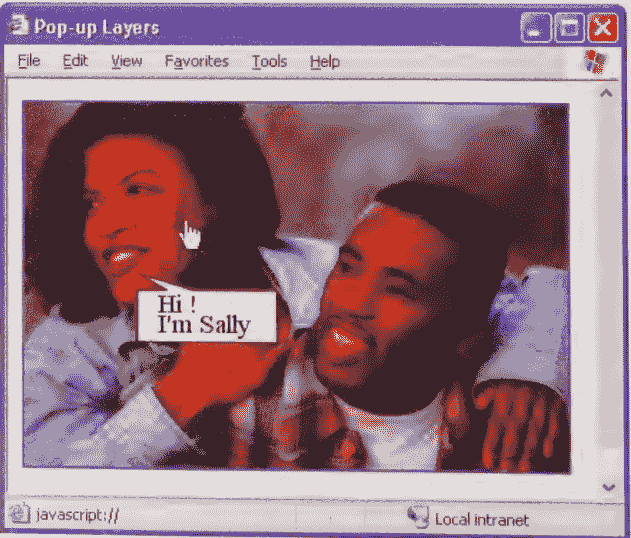 Pop-up Layers
File Edit View Favorites Tools Help
Hi !
I'm Sally
javascript://
Local intranet